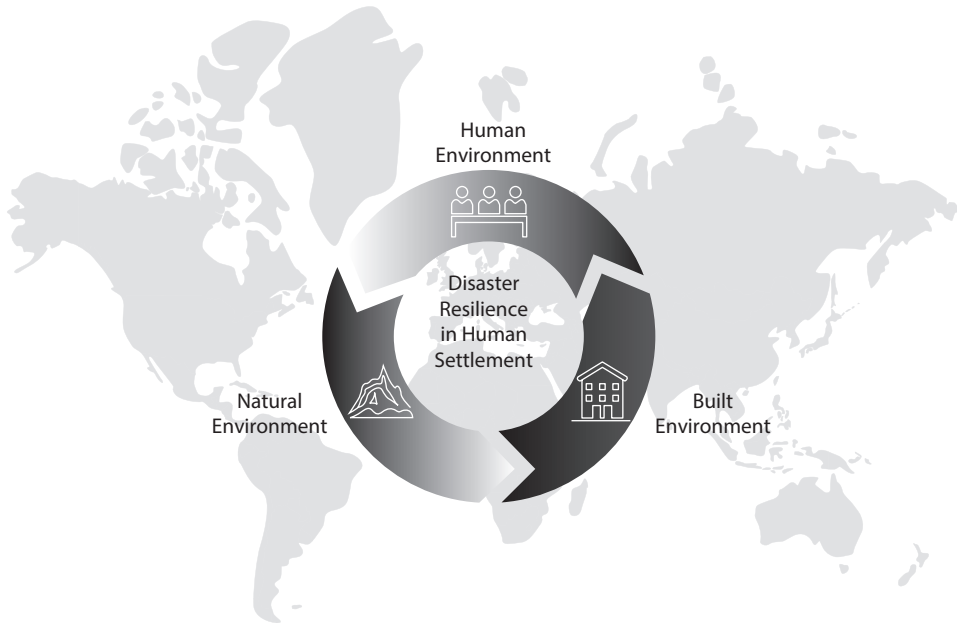 Human
Environment
Disaster
Resilience
in Human
Settlement
Natural
Environment
Built
Environment